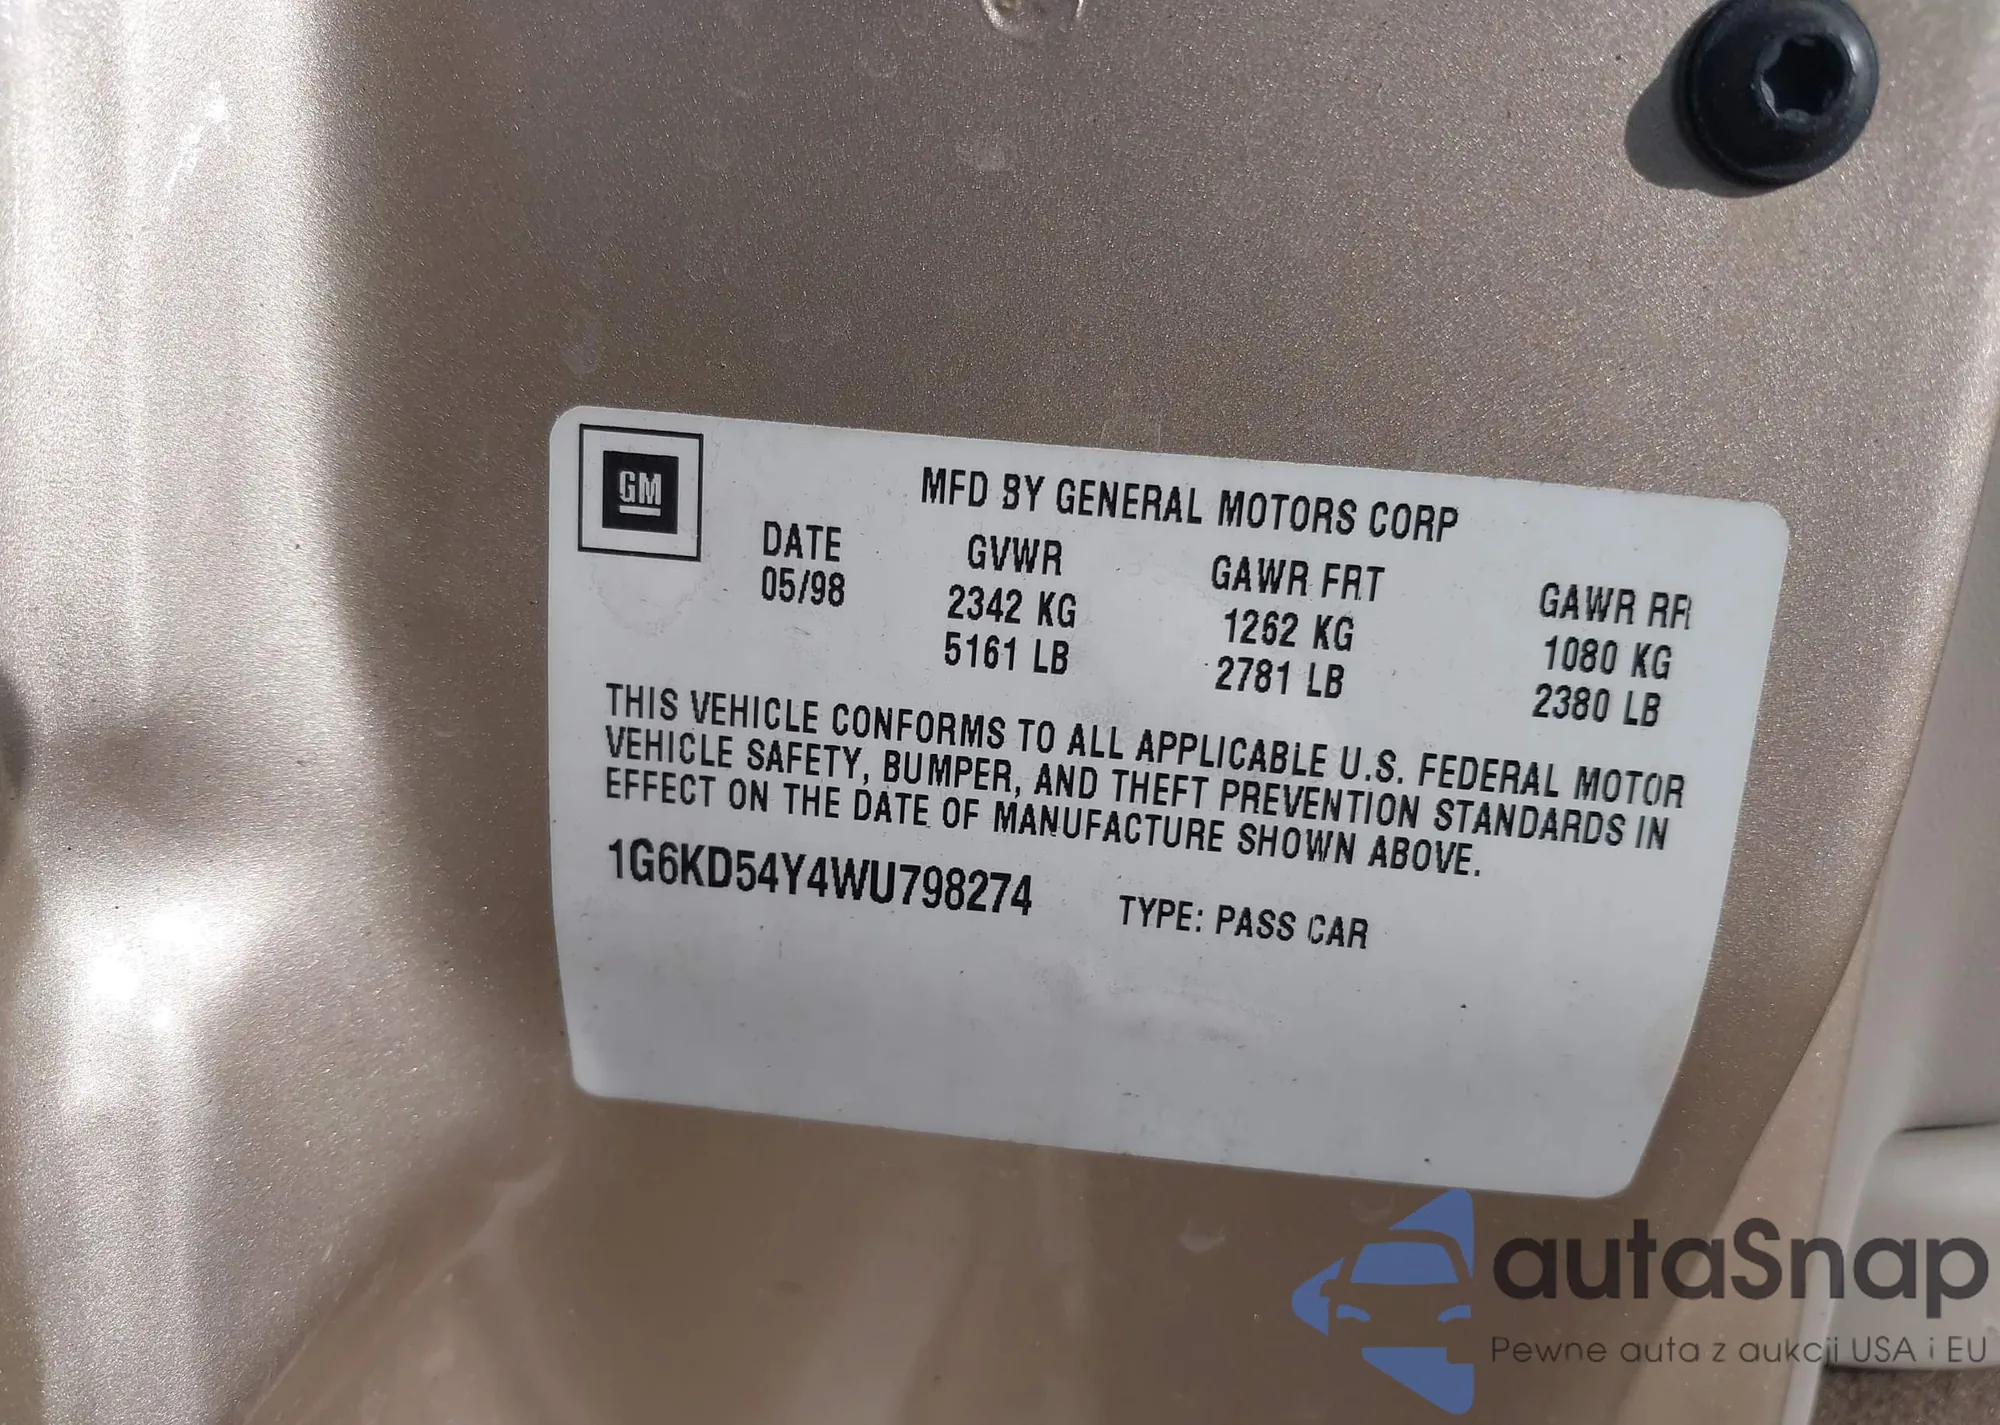 GM
MFD BY GENERAL MOTORS CORP
DATE GVWR GAWR FRT GAWR RR
05/98 2342 KG 1262 KG 1080 KG
5161 LB 2781 LB 2380 LB
THIS VEHICLE CONFORMS TO ALL APPLICABLE U.S. FEDERAL MOTOR
VEHICLE SAFETY, BUMPER, AND THEFT PREVENTION STANDARDS IN
EFFECT ON THE DATE OF MANUFACTURE SHOWN ABOVE.
1G6KD54Y4WU798274 TYPE: PASS CAR
autaSnap
Pewne auta z aukcji USA i EU